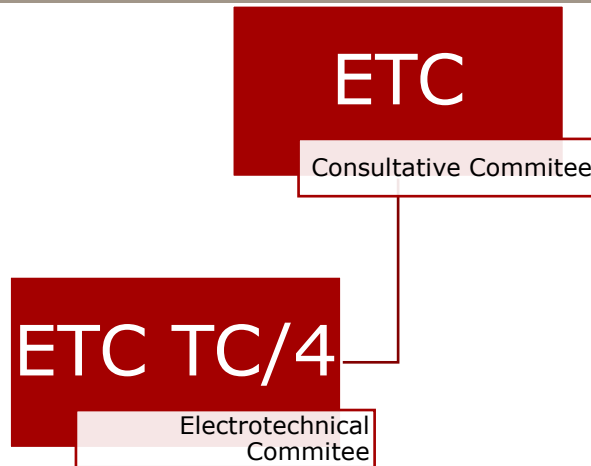 ETC
Consultative Commitee
ETC TC/4
Electrotechnical
Commitee